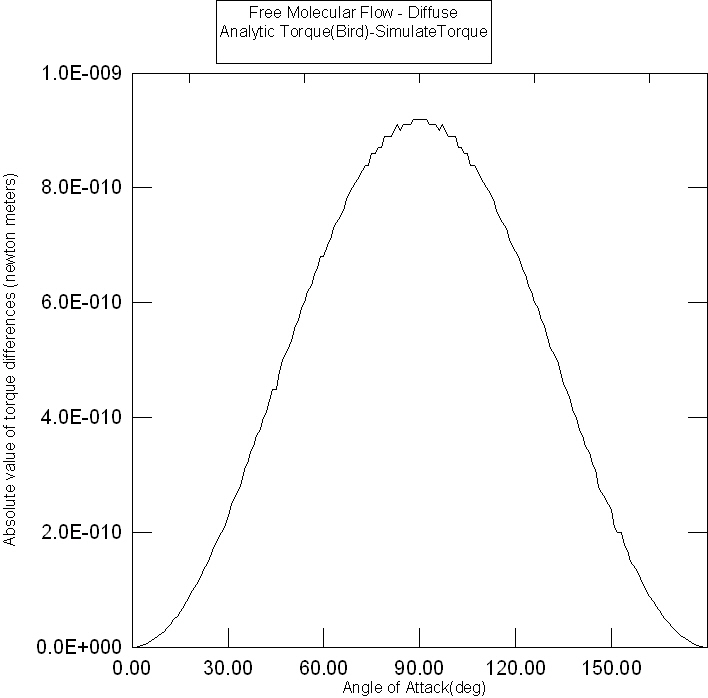 Free Molecular Flow - Diffuse
Analytic Torque(Bird)-SimulateTorque
1.0E-009
8.0E-010
6.0E-010
4.0E-010
2.0E-010
0.0E+000
Absolute value of torque differences (newton meters)
0.00 30.00 60.00 90.00 120.00 150.00
Angle of Attack(deg)